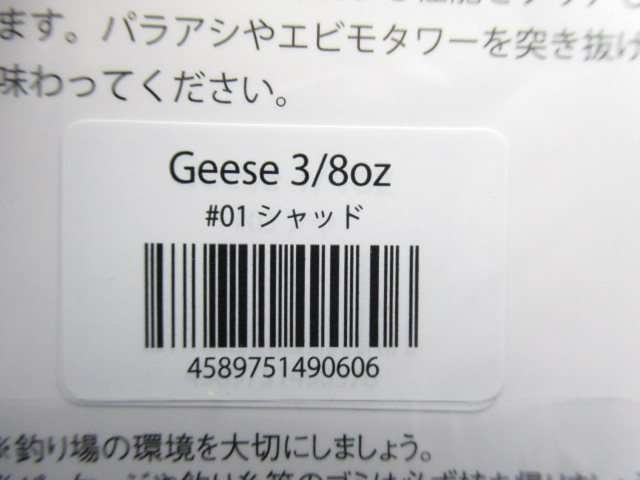 ます。パラアシやエビモタワーを突き抜け
味わってください。
Geese 3/8oz
#01 シャッド
4589751490606
※釣り場の環境を大切にしましょう。